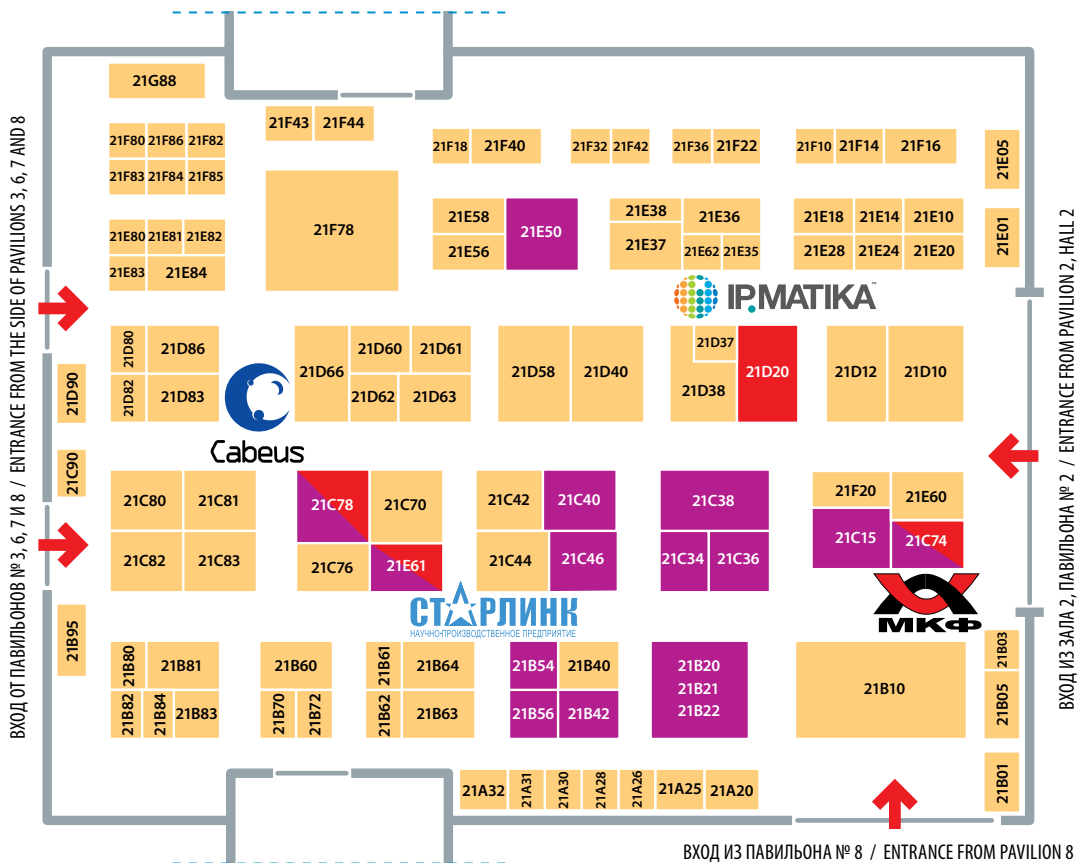 21G88
21F43 21F44
21F80 21F86 21F82
21F83 21F84 21F85
21F18 21F40 21F32 21F42 21F36 21F22 21F10 21F14 21F16
21E05
21F78
21E58 21E50 21E38 21E36 21E18 21E14 21E10
21E56 21E37 21E62 21E35 21E28 21E24 21E20
21E01
21E80 21E81 21E82
21E83 21E84
IP.MATIKA™
21D90
21D80 21D86
21D82 21D83
21D66 21D60 21D61
21D62 21D63
21D58 21D40
21D37
21D38 21D20
21D12 21D10
Cabeus
21C90
21C80 21C81
21C82 21C83
21C78 21C70
21C76 21E61
21C42 21C40
21C44 21C46
21C38
21C34 21C36
21F20 21E60
21C15 21C74
СТАРЛИНК
НАУЧНО-ПРОИЗВОДСТВЕННОЕ ПРЕДПРИЯТИЕ
МКФ
21B95
21B80 21B81
21B82 21B84 21B83
21B60
21B70 21B72
21B61 21B64
21B62 21B63
21B54 21B40
21B56 21B42
21B20
21B21
21B22
21B10
21B03
21B05
21B01
21A32 21A31 21A30 21A28 21A26 21A25 21A20
ВХОД ОТ ПАВИЛЬОНОВ № 3, 6, 7 И 8 / ENTRANCE FROM THE SIDE OF PAVILIONS 3, 6, 7 AND 8
ВХОД ИЗ ЗАЛА 2, ПАВИЛЬОНА № 2 / ENTRANCE FROM PAVILION 2, HALL 2
ВХОД ИЗ ПАВИЛЬОНА № 8 / ENTRANCE FROM PAVILION 8